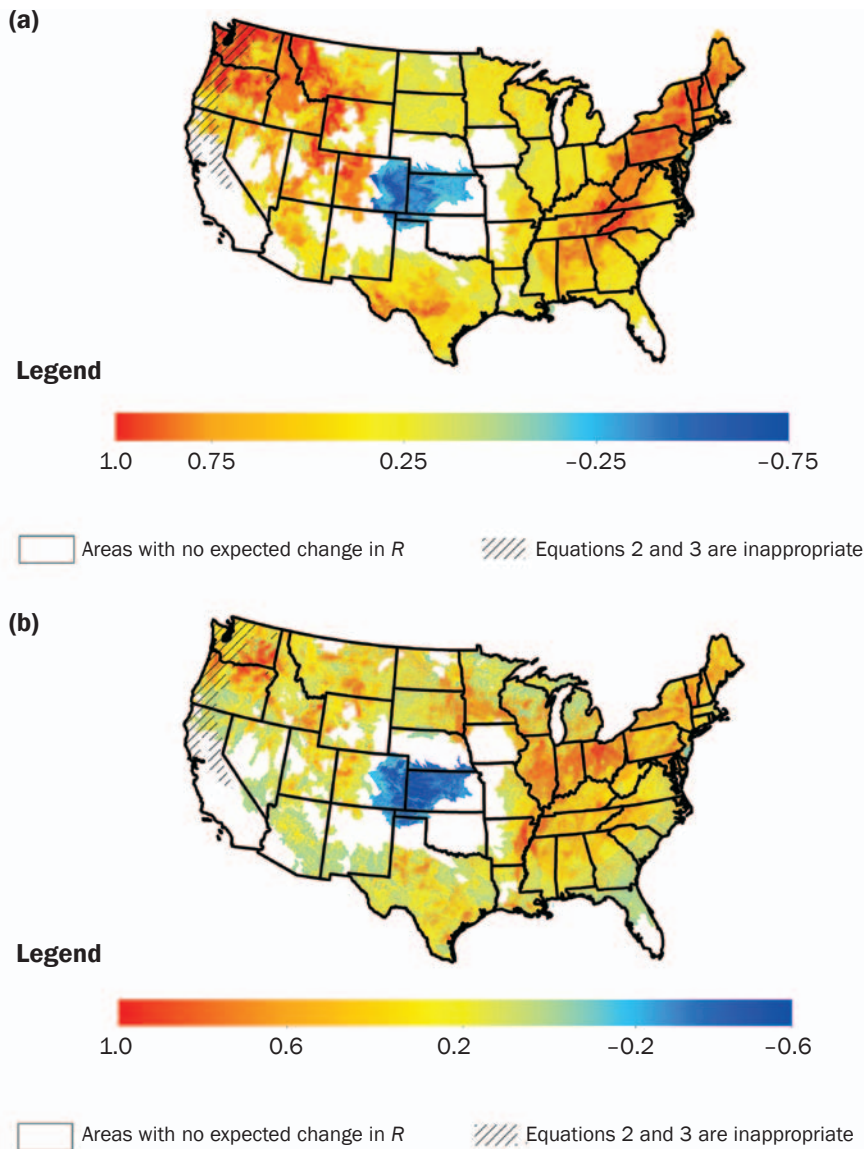 (a)
Legend
1.0 0.75 0.25 –0.25 –0.75
Areas with no expected change in R Equations 2 and 3 are inappropriate
(b)
Legend
1.0 0.6 0.2 –0.2 –0.6
Areas with no expected change in R Equations 2 and 3 are inappropriate